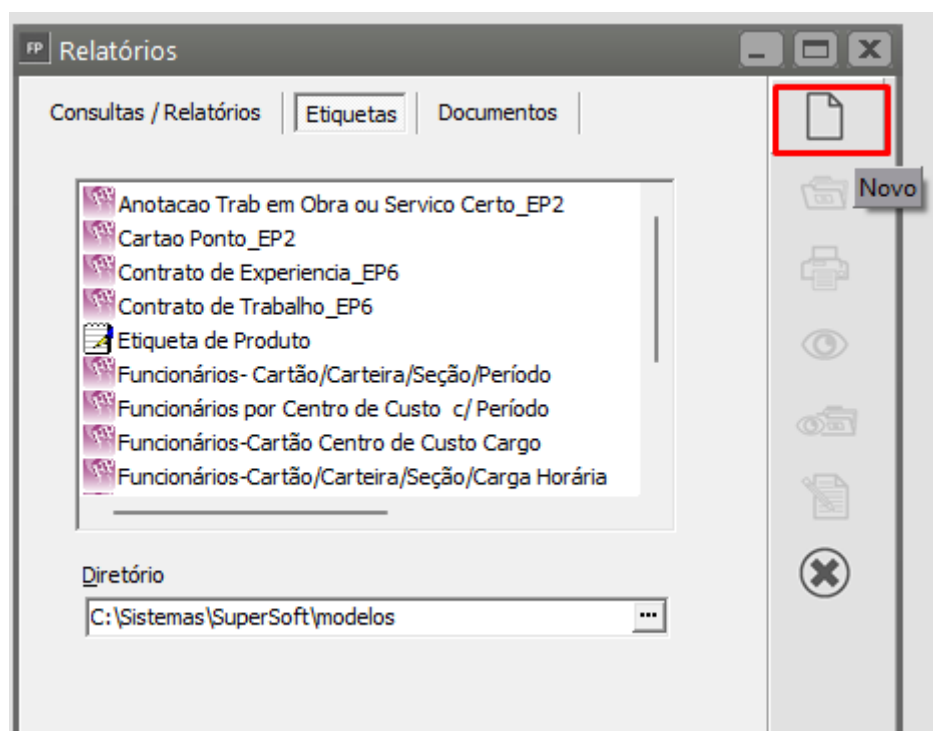 FP Relatórios
Consultas / Relatórios Etiquetas Documentos
Novo
Anotacao Trab em Obra ou Servico Certo_EP2
Cartao Ponto_EP2
Contrato de Experiencia_EP6
Contrato de Trabalho_EP6
Etiqueta de Produto
Funcionários- Cartão/Carteira/Seção/Período
Funcionários por Centro de Custo c/ Período
Funcionários-Cartão Centro de Custo Cargo
Funcionários-Cartão/Carteira/Seção/Carga Horária
Diretório
C:\Sistemas\SuperSoft\modelos ...